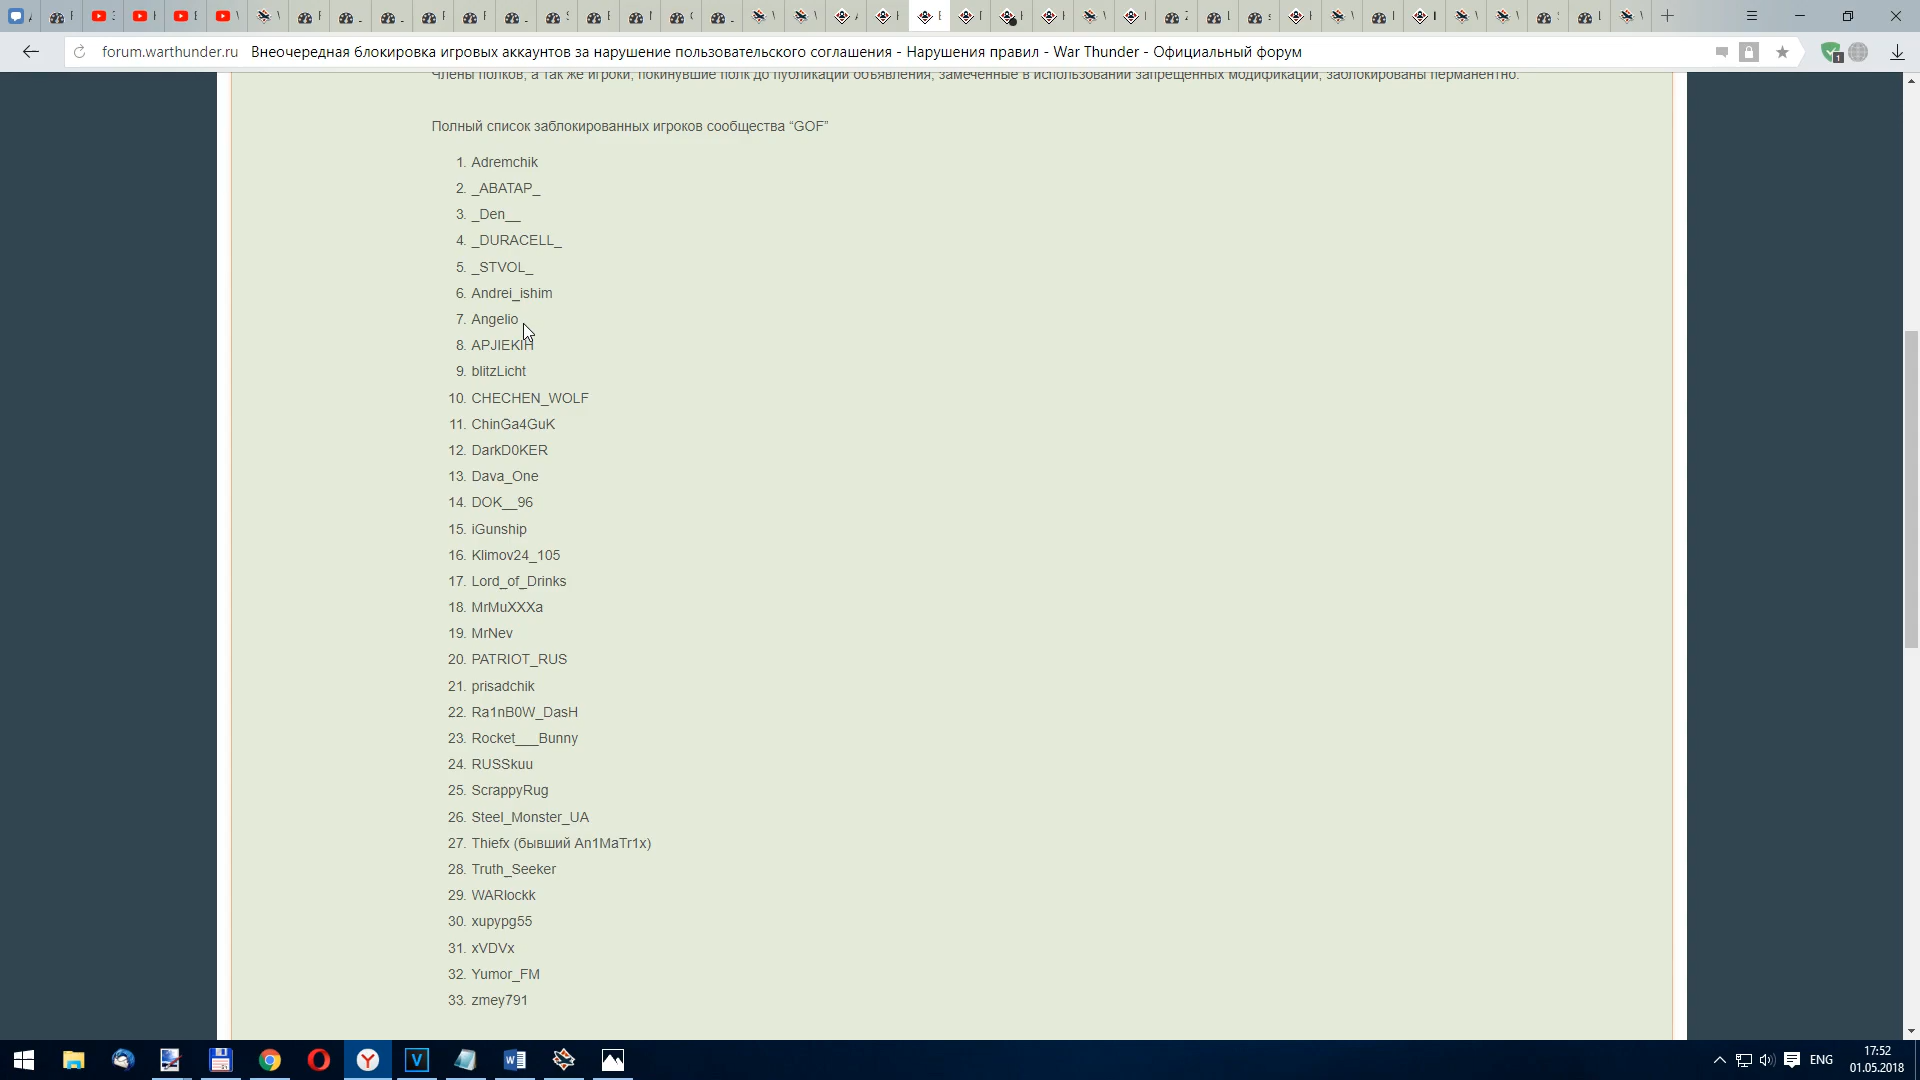 forum.warthunder.ru Внеочередная блокировка игровых аккаунтов за нарушение пользовательского соглашения - Нарушения правил - War Thunder - Официальный форум
Члены полков, а так же игроки, покинувшие полк до публикации объявления, замеченные в использовании запрещенных модификаций, заблокированы перманентно.
Полный список заблокированных игроков сообщества “GOF”
1. Adremchik
2. _ABATAP_
3. _Den__
4. _DURACELL_
5. _STVOL_
6. Andrei_ishim
7. Angelio
8. APJIEKIH
9. blitzLicht
10. CHECHEN_WOLF
11. ChinGa4GuK
12. DarkD0KER
13. Dava_One
14. DOK__96
15. iGunship
16. Klimov24_105
17. Lord_of_Drinks
18. MrMuXXXa
19. MrNev
20. PATRIOT_RUS
21. prisadchik
22. Ra1nB0W_DasH
23. Rocket___Bunny
24. RUSSkuu
25. ScrappyRug
26. Steel_Monster_UA
27. Thiefx (бывший An1MaTr1x)
28. Truth_Seeker
29. WARlockk
30. xupypg55
31. xVDVx
32. Yumor_FM
33. zmey791
ENG
17:52
01.05.2018